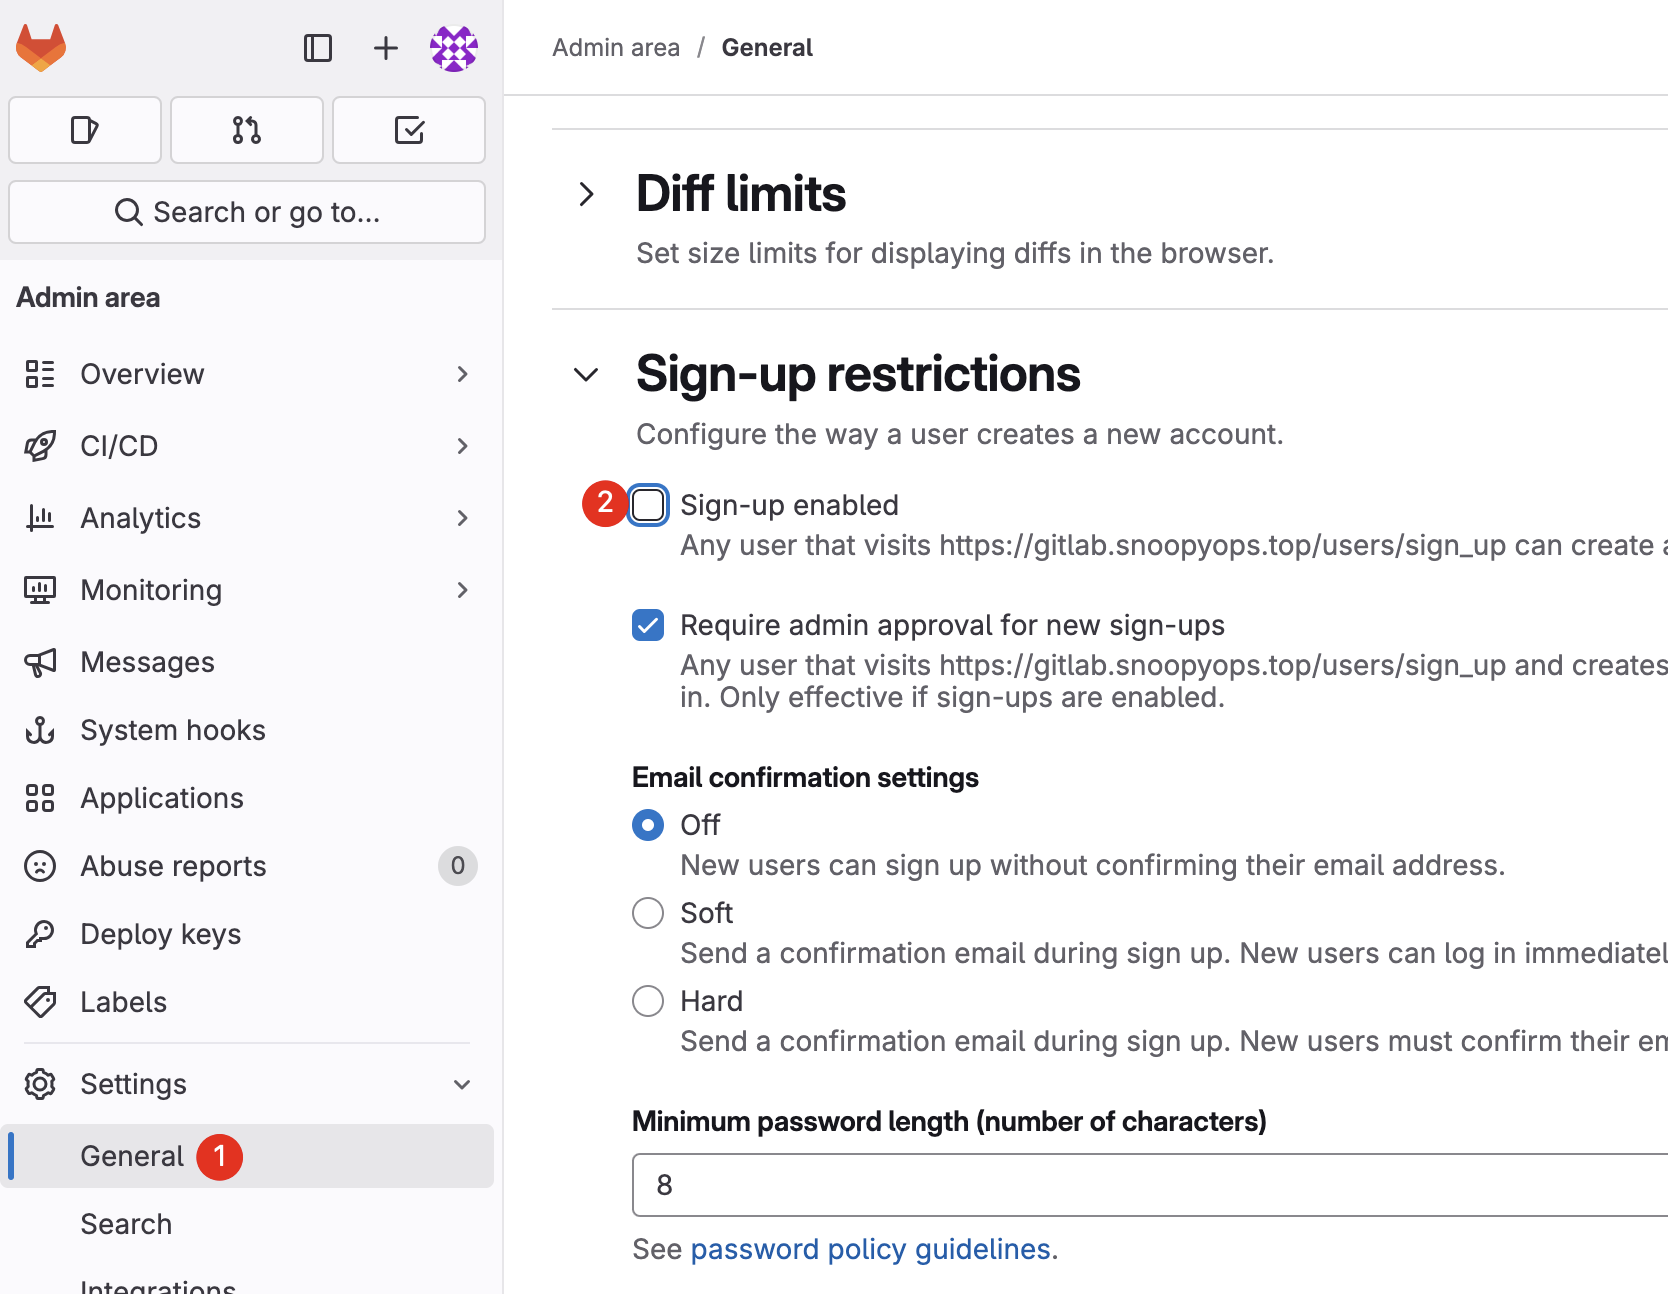 Search or go to...
Admin area
Overview
CI/CD
Analytics
Monitoring
Messages
System hooks
Applications
Abuse reports 0
Deploy keys
Labels
Settings
General 1
Search
Integrations
Admin area / General
Diff limits
Set size limits for displaying diffs in the browser.
Sign-up restrictions
Configure the way a user creates a new account.
2 Sign-up enabled
Any user that visits https://gitlab.snoopyops.top/users/sign_up can create
Require admin approval for new sign-ups
Any user that visits https://gitlab.snoopyops.top/users/sign_up and creates
in. Only effective if sign-ups are enabled.
Email confirmation settings
Off
New users can sign up without confirming their email address.
Soft
Send a confirmation email during sign up. New users can log in immediatel
Hard
Send a confirmation email during sign up. New users must confirm their em
Minimum password length (number of characters)
8
See password policy guidelines.